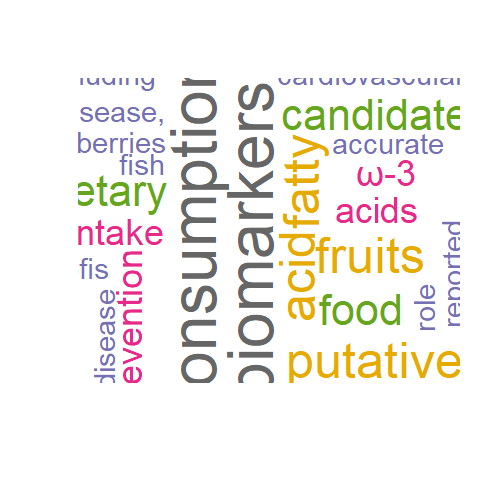 luding
cardiovascular
sease,
candidate
berries
accurate
fish
ω-3
etary
acids
ntake
fruits
fis
evention
disease
onsumption
biomarkers
acid
fatty
food
role
reported
putative